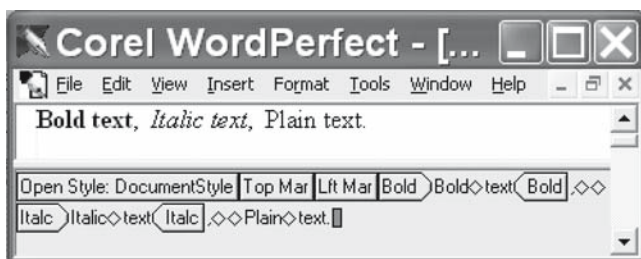 Corel WordPerfect - [...
File Edit View Insert Format Tools Window Help
Bold text, Italic text, Plain text.
Open Style: DocumentStyle Top Mar Lft Mar Bold Bold◇text Bold ,◇◇
Italc Italic◇text Italc ,◇◇Plain◇text.